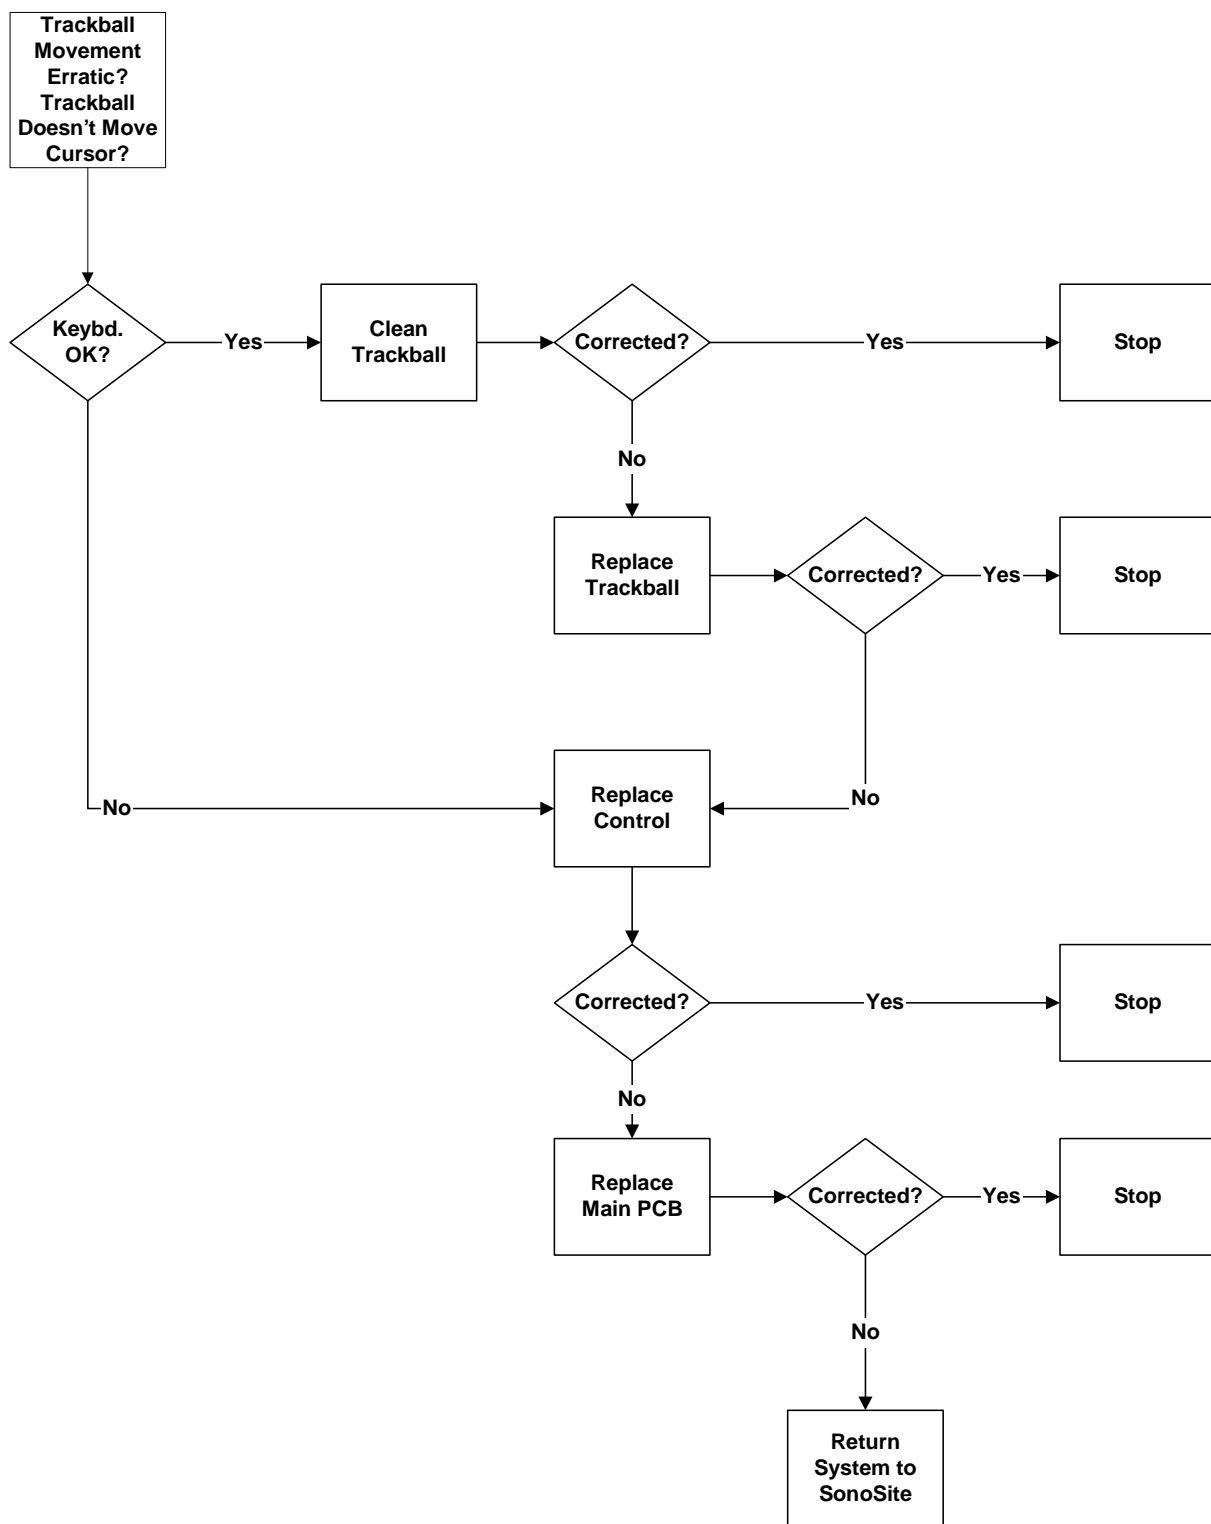 Trackball
Movement
Erratic?
Trackball
Doesn't Move
Cursor?
Keybd.
OK?
Yes
Clean
Trackball
Corrected?
Yes
Stop
No
Replace
Trackball
Corrected?
Yes
Stop
No
Replace
Control
No
Corrected?
Yes
Stop
No
Replace
Main PCB
Corrected?
Yes
Stop
No
Return
System to
SonoSite